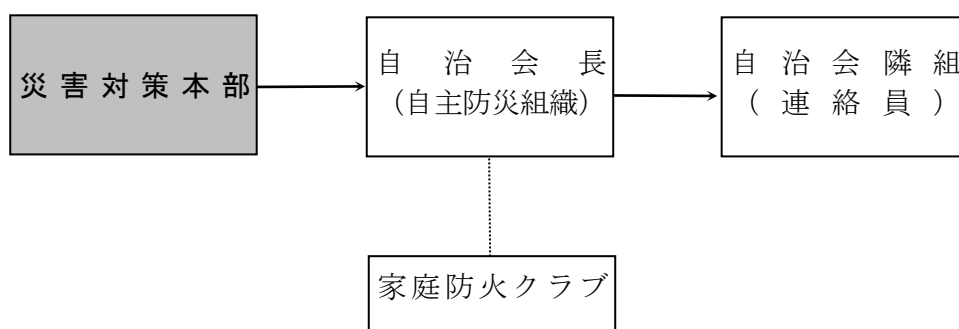 災害対策本部
自治会長
(自主防災組織)
自治会隣組
(連絡員)
家庭防火クラブ